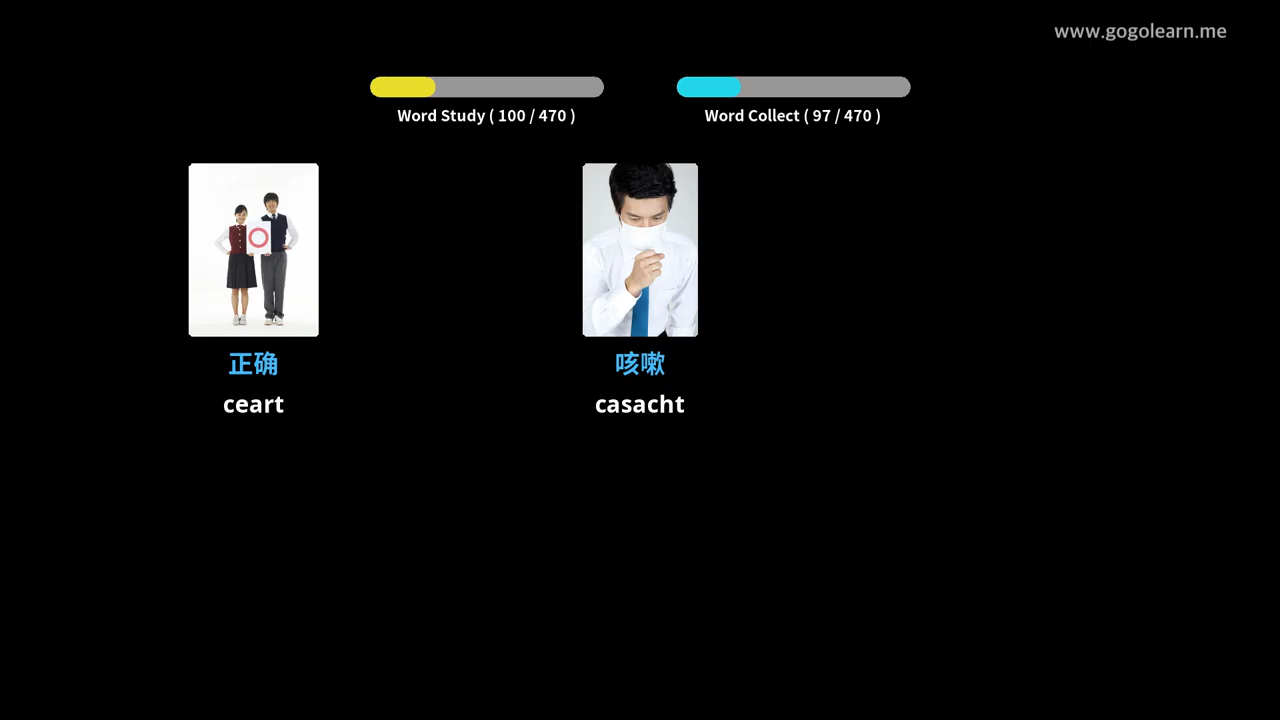 www.gogolearn.me
Word Study ( 100 / 470 )
Word Collect ( 97 / 470 )
正确
ceart
咳嗽
casacht